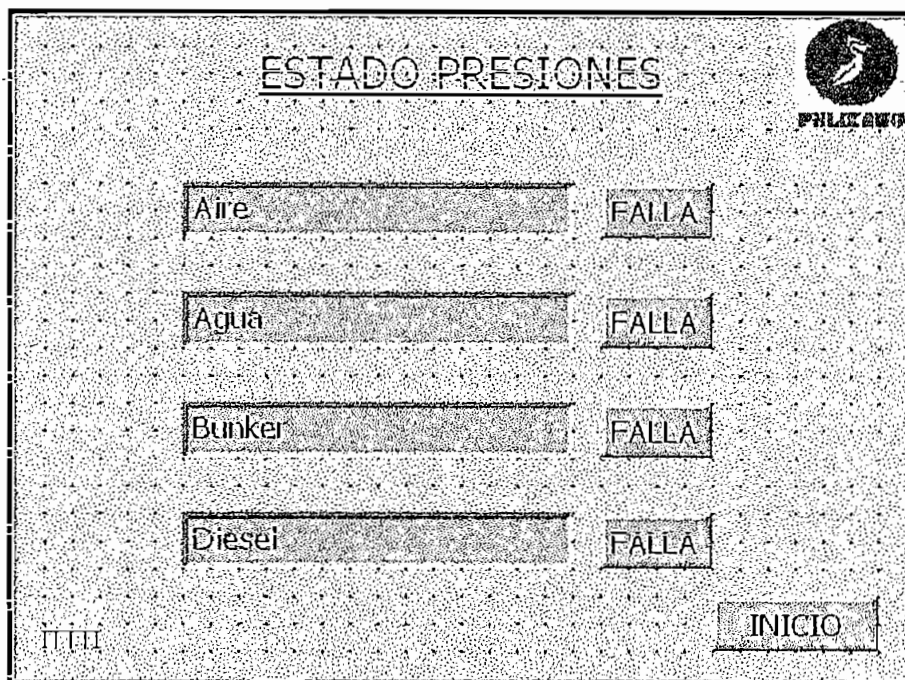 ESTADO PRESIONES
Aire FALLA
Agua FALLA
Bunker FALLA
Diesel FALLA
INICIO